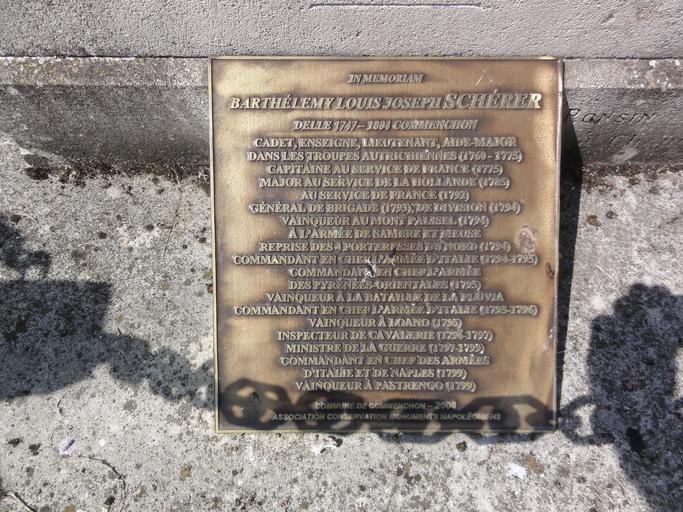 IN MEMORIAM
BARTHÉLEMY LOUIS JOSEPH SCHÉRER
DELLE 1747 – 1804 COMMENCHON
CADET, ENSEIGNE, LIEUTENANT, AIDE-MAJOR
DANS LES TROUPES AUTRICHIENNES (1760 - 1775)
CAPITAINE AU SERVICE DE FRANCE (1775)
MAJOR AU SERVICE DE LA HOLLANDE (1785)
AU SERVICE DE FRANCE (1792)
GÉNÉRAL DE BRIGADE (1793), DE DIVISION (1794)
VAINQUEUR AU MONT PALISEL (1794)
À L'ARMÉE DE SAMBRE ET MEUSE
REPRISE DES 4 FORTERESSES DU NORD (1794)
COMMANDANT EN CHEF L'ARMÉE D'ITALIE (1794-1795)
COMMANDANT EN CHEF L'ARMÉE
DES PYRÉNÉES-ORIENTALES (1795)
VAINQUEUR À LA BATAILLE DE LA FLUVIA
COMMANDANT EN CHEF L'ARMÉE D'ITALIE (1795-1796)
VAINQUEUR À LOANO (1795)
INSPECTEUR DE CAVALERIE (1796-1797)
MINISTRE DE LA GUERRE (1797-1799)
COMMANDANT EN CHEF DES ARMÉES
D'ITALIE ET DE NAPLES (1799)
VAINQUEUR À PASTRENGO (1799)
COMMUNE DE COMMENCHON – 2008
ASSOCIATION CONSERVATION MONUMENTS NAPOLÉONIENS